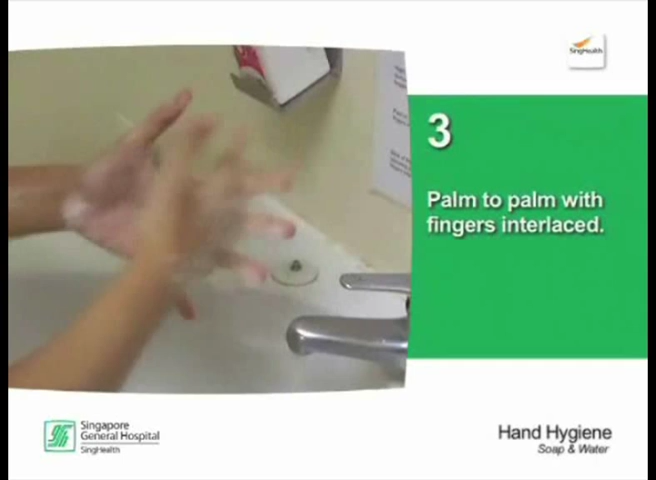 SingHealth
3
Palm to palm with
fingers interlaced.
Singapore
General Hospital
SingHealth
Hand Hygiene
Soap & Water